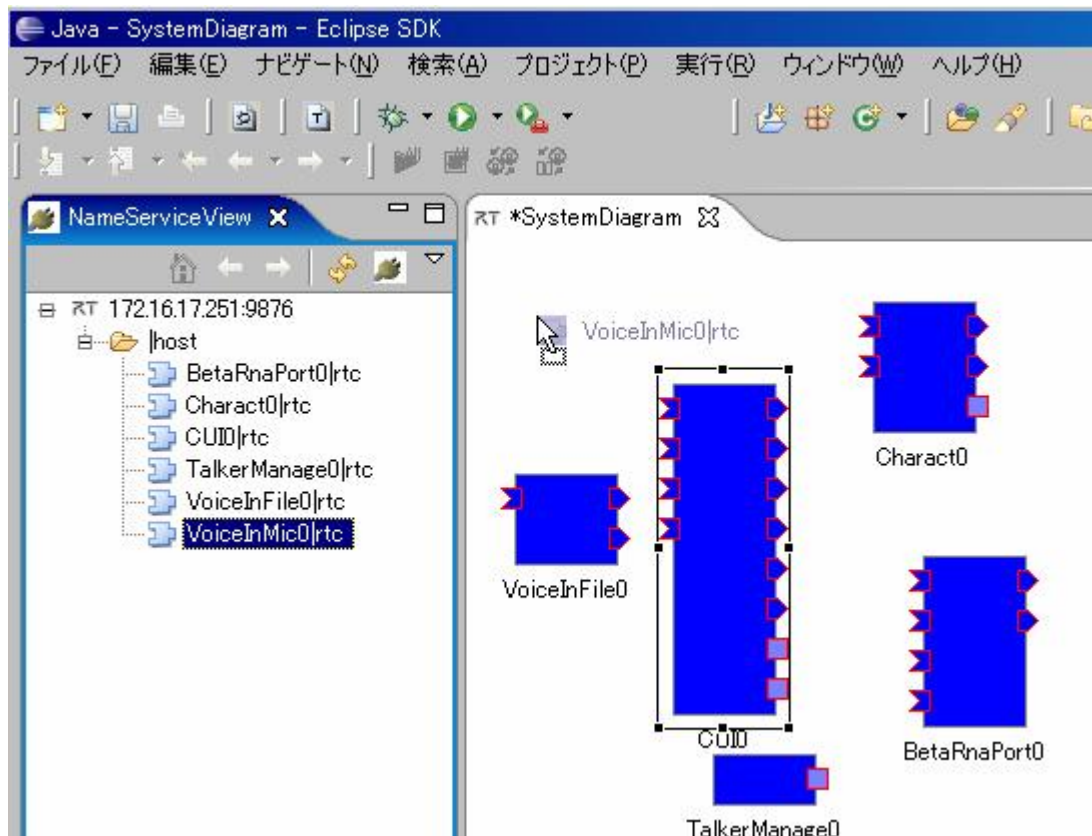 Java - SystemDiagram - Eclipse SDK
ファイル(F) 編集(E) ナビゲート(N) 検索(A) プロジェクト(P) 実行(R) ウィンドウ(W) ヘルプ(H)
NameServiceView
RT *SystemDiagram
RT 172.16.17.251:9876
|host
BetaRnaPort0|rtc
Charact0|rtc
CUI0|rtc
TalkerManage0|rtc
VoiceInFile0|rtc
VoiceInMic0|rtc
VoiceInMic0|rtc
Charact0
VoiceInFile0
CUI0
BetaRnaPort0
TalkerManage0